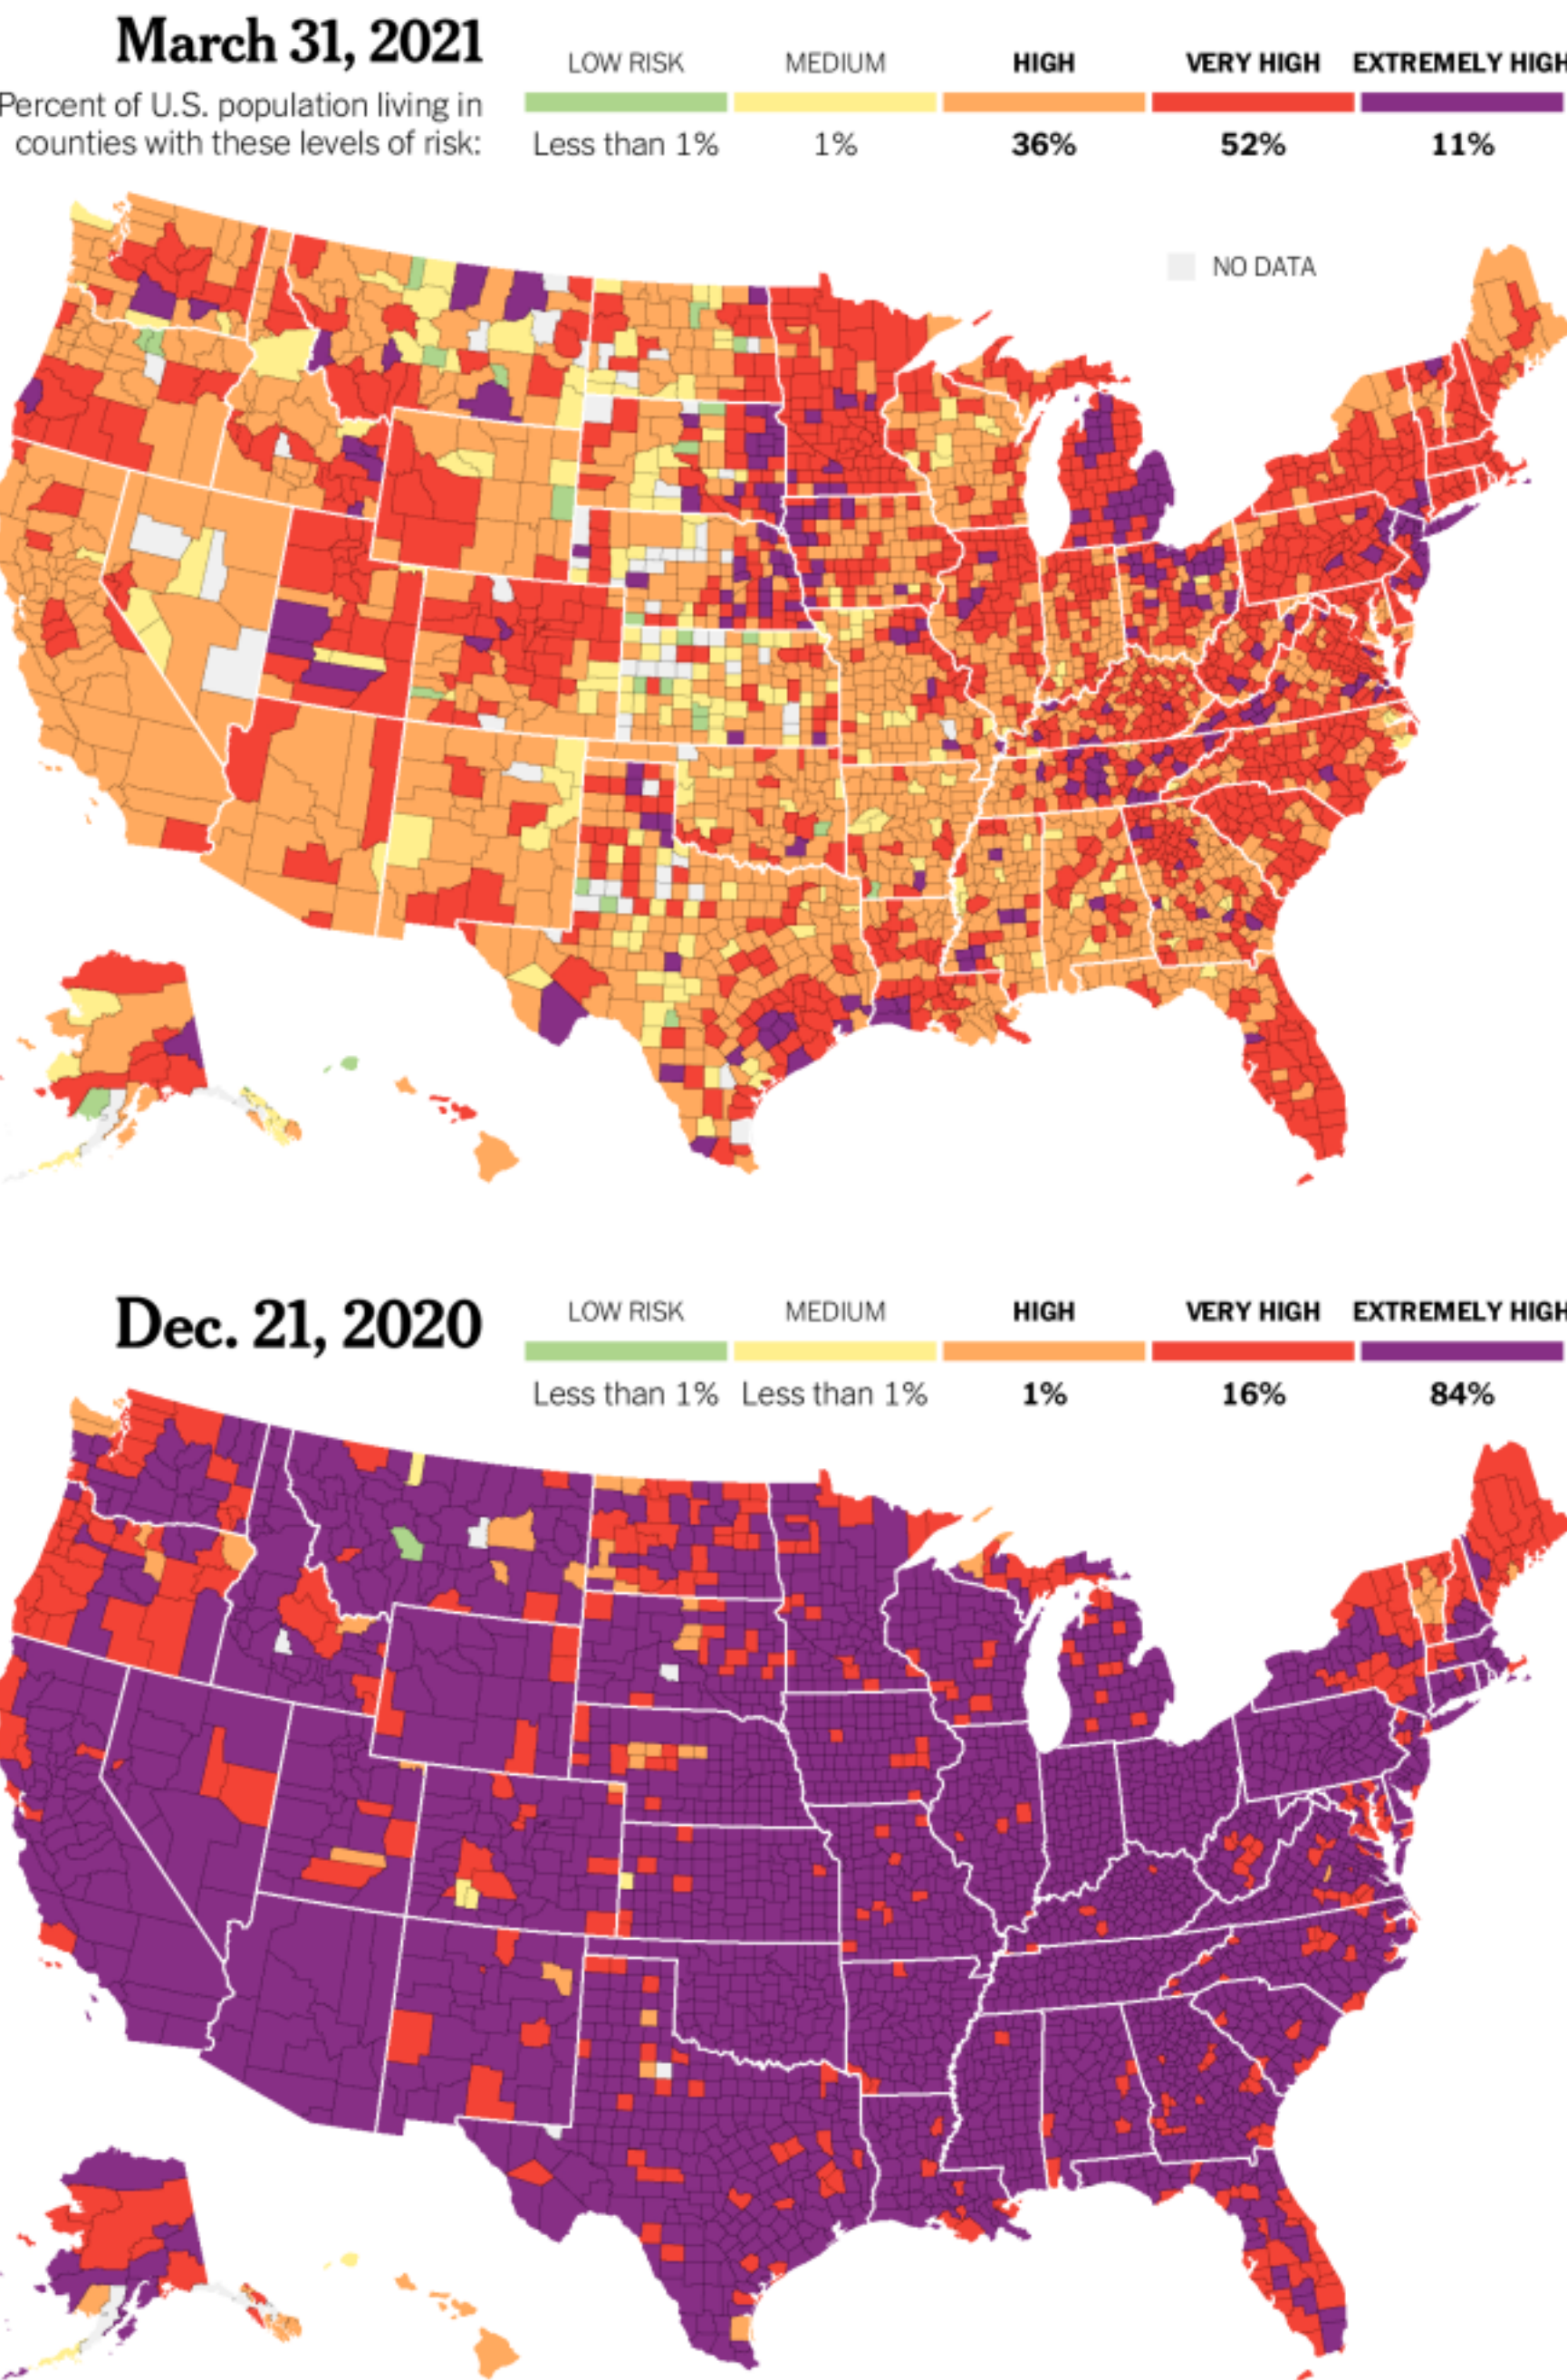 March 31, 2021
Percent of U.S. population living in
counties with these levels of risk:
LOW RISK MEDIUM HIGH VERY HIGH EXTREMELY HIGH
Less than 1% 1% 36% 52% 11%
NO DATA
Dec. 21, 2020
LOW RISK MEDIUM HIGH VERY HIGH EXTREMELY HIGH
Less than 1% Less than 1% 1% 16% 84%